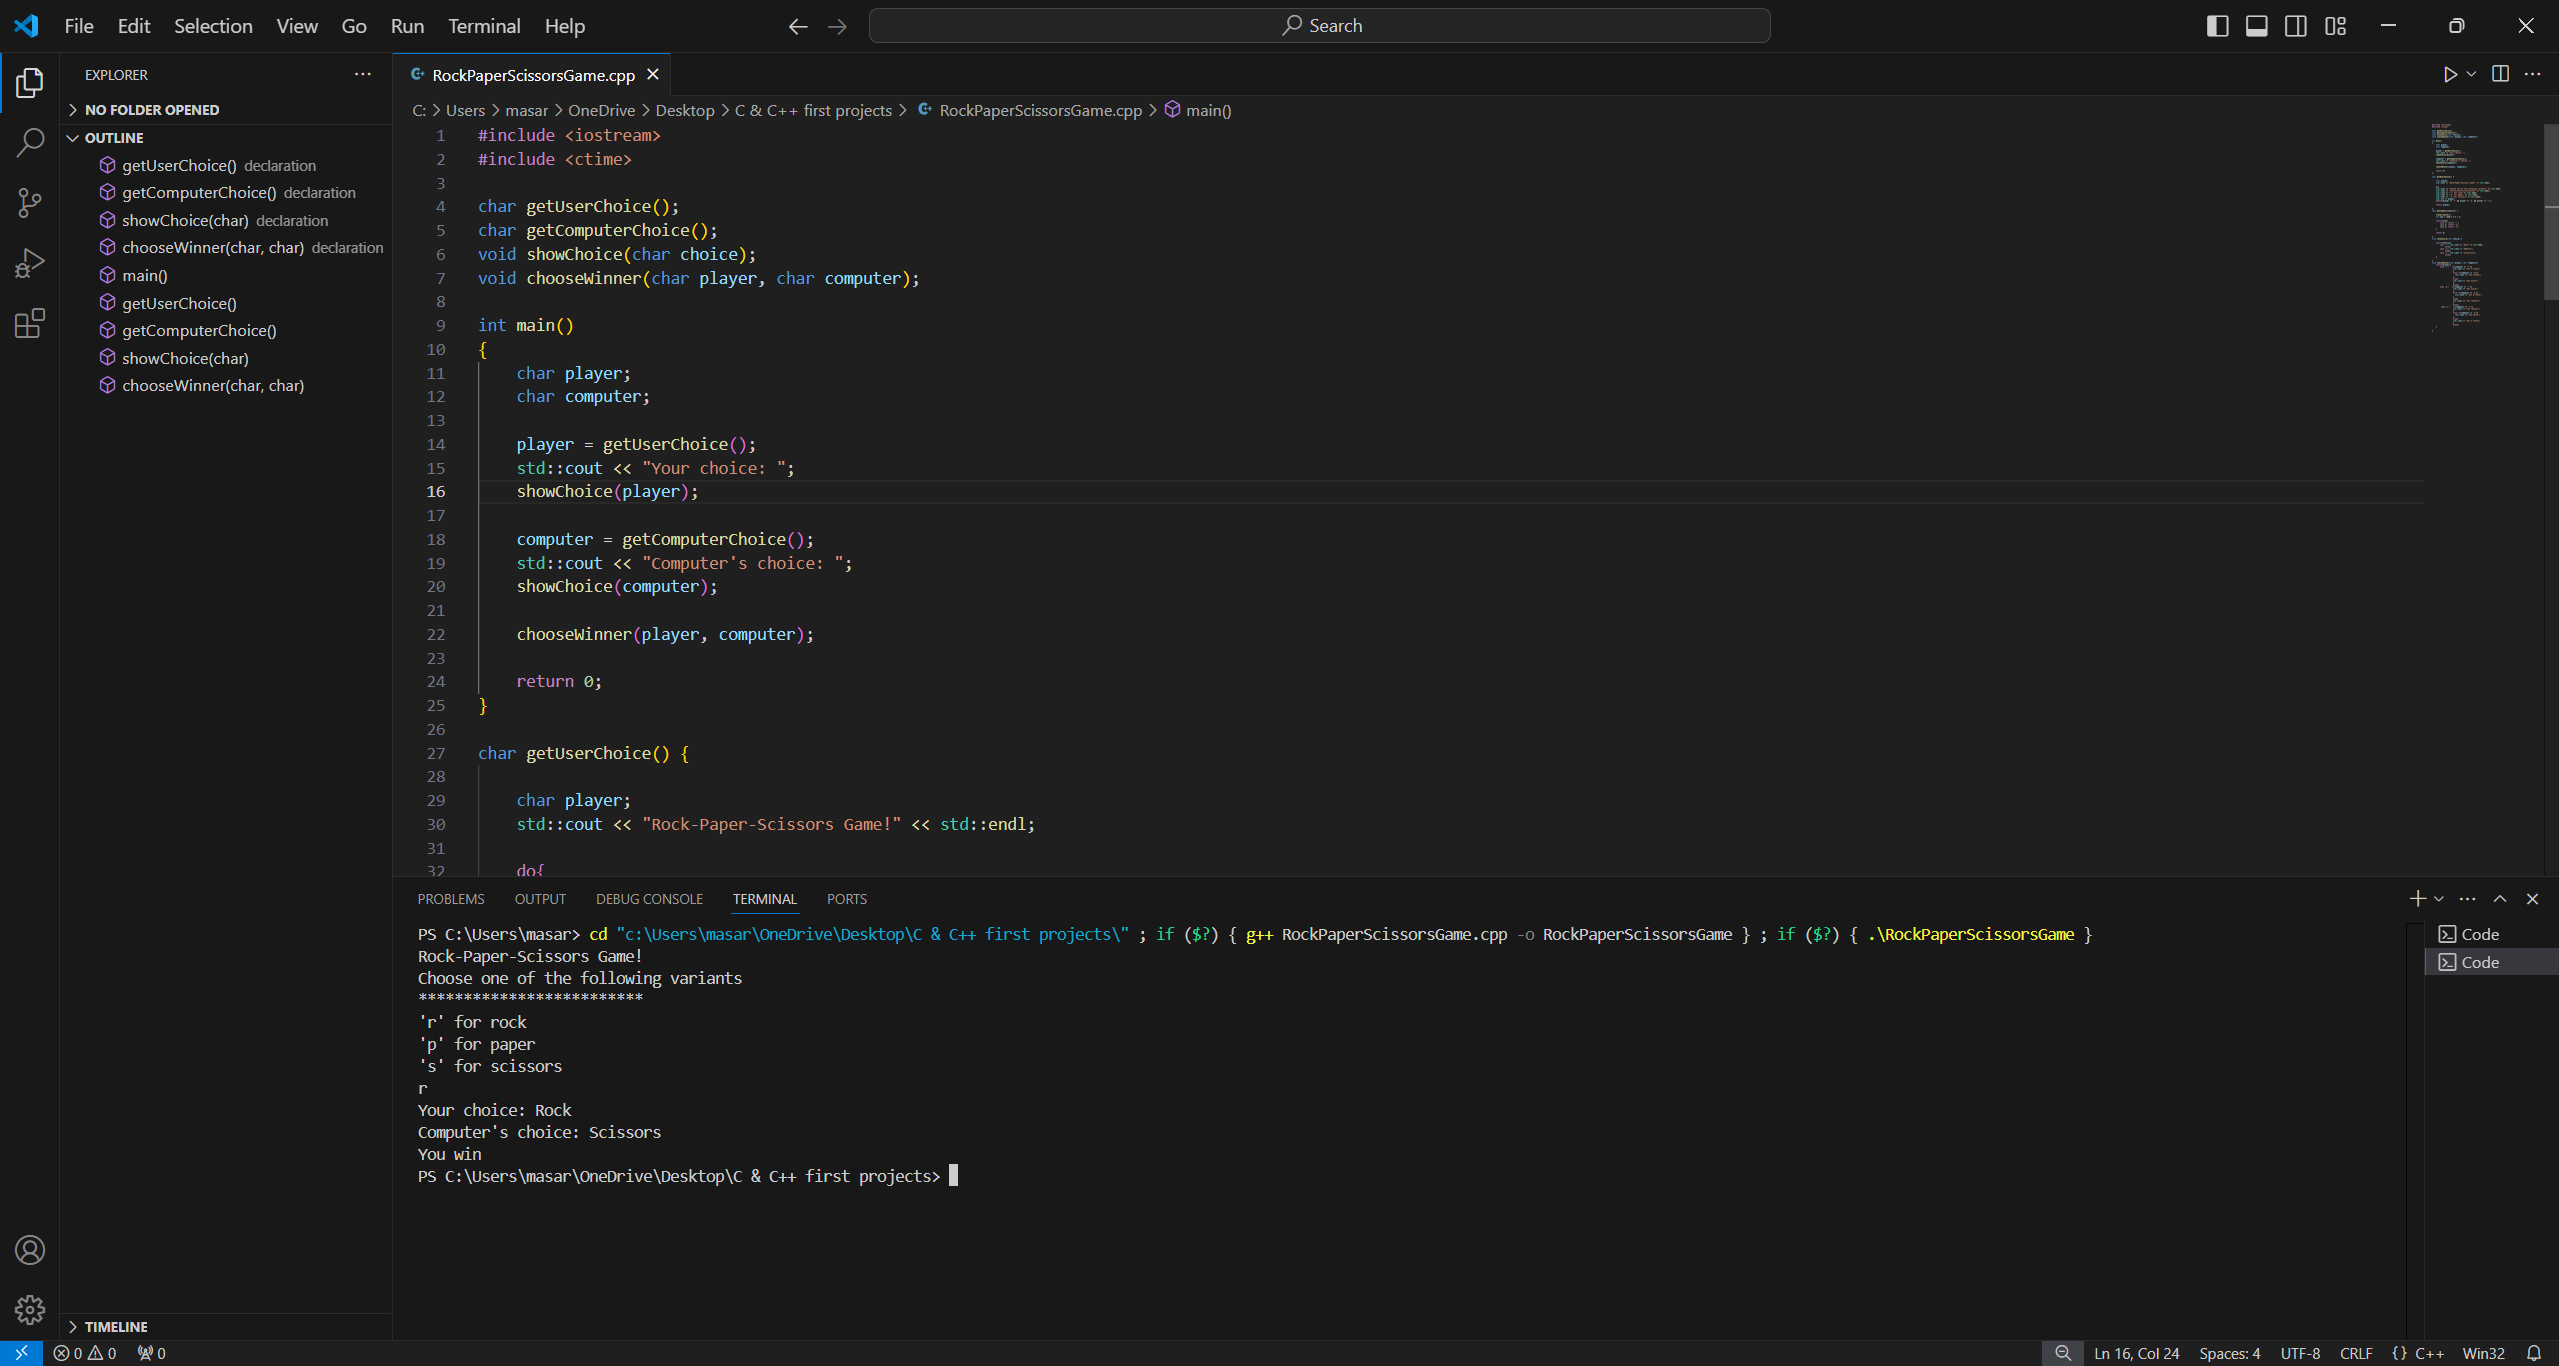 File Edit Selection View Go Run Terminal Help
Search
EXPLORER
RockPaperScissorsGame.cpp
NO FOLDER OPENED
OUTLINE
getUserChoice() declaration
getComputerChoice() declaration
showChoice(char) declaration
chooseWinner(char, char) declaration
main()
getUserChoice()
getComputerChoice()
showChoice(char)
chooseWinner(char, char)
TIMELINE
C: > Users > masar > OneDrive > Desktop > C & C++ first projects > RockPaperScissorsGame.cpp > main()
1 #include <iostream>
2 #include <ctime>
3
4 char getUserChoice();
5 char getComputerChoice();
6 void showChoice(char choice);
7 void chooseWinner(char player, char computer);
8
9 int main()
10 {
11 char player;
12 char computer;
13
14 player = getUserChoice();
15 std::cout << "Your choice: ";
16 showChoice(player);
17
18 computer = getComputerChoice();
19 std::cout << "Computer's choice: ";
20 showChoice(computer);
21
22 chooseWinner(player, computer);
23
24 return 0;
25 }
26
27 char getUserChoice() {
28
29 char player;
30 std::cout << "Rock-Paper-Scissors Game!" << std::endl;
31
32 do{
PROBLEMS OUTPUT DEBUG CONSOLE TERMINAL PORTS
PS C:\Users\masar> cd "c:\Users\masar\OneDrive\Desktop\C & C++ first projects\" ; if ($?) { g++ RockPaperScissorsGame.cpp -o RockPaperScissorsGame } ; if ($?) { .\RockPaperScissorsGame }
Rock-Paper-Scissors Game!
Choose one of the following variants
*************************
'r' for rock
'p' for paper
's' for scissors
r
Your choice: Rock
Computer's choice: Scissors
You win
PS C:\Users\masar\OneDrive\Desktop\C & C++ first projects>
Code
Code
0 0 0
Ln 16, Col 24 Spaces: 4 UTF-8 CRLF {} C++ Win32